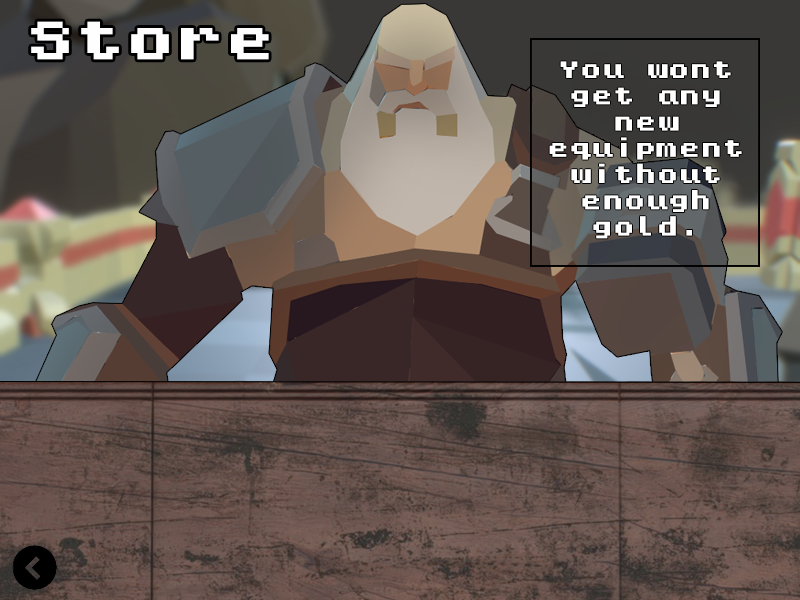 Store
You wont
get any
new
equipment
without
enough
gold.